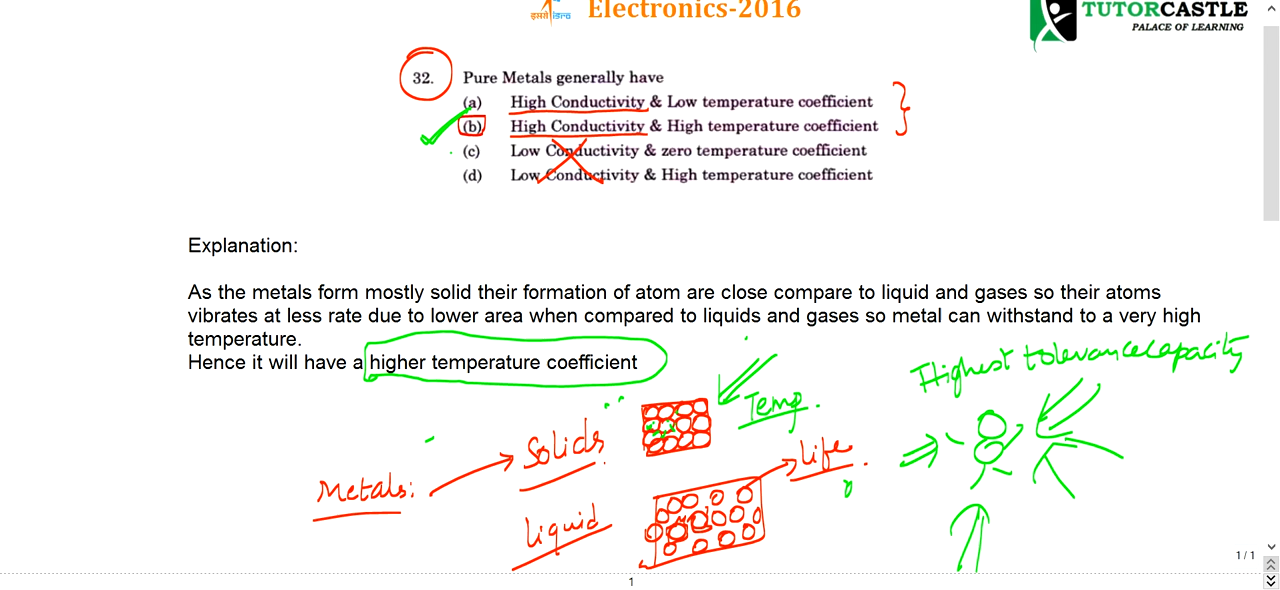 इसरो isro Electronics-2016
TUTORCASTLE
PALACE OF LEARNING
32. Pure Metals generally have
(a) High Conductivity & Low temperature coefficient
(b) High Conductivity & High temperature coefficient
(c) Low Conductivity & zero temperature coefficient
(d) Low Conductivity & High temperature coefficient
Explanation:
As the metals form mostly solid their formation of atom are close compare to liquid and gases so their atoms
vibrates at less rate due to lower area when compared to liquids and gases so metal can withstand to a very high
temperature.
Hence it will have a higher temperature coefficient
Highest tolerance capacity
Temp.
Solids
Life.
Metals:
liquid
1 / 1
1